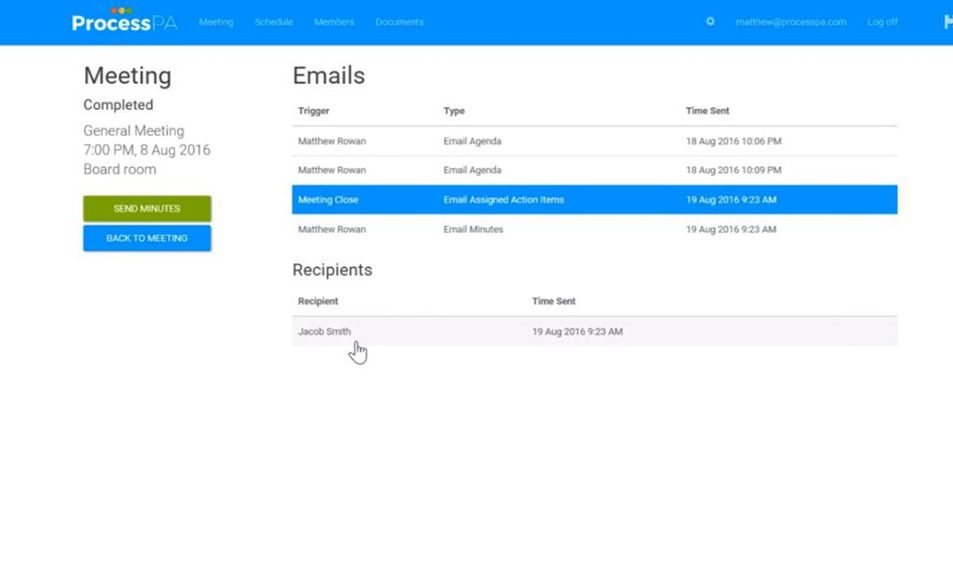 ProcessPA Meeting Schedule Members Documents matthew@processpa.com Log off
Meeting
Completed
General Meeting
7:00 PM, 8 Aug 2016
Board room
SEND MINUTES
BACK TO MEETING
Emails
Trigger Type Time Sent
Matthew Rowan Email Agenda 18 Aug 2016 10:06 PM
Matthew Rowan Email Agenda 18 Aug 2016 10:09 PM
Meeting Close Email Assigned Action Items 19 Aug 2016 9:23 AM
Matthew Rowan Email Minutes 19 Aug 2016 9:23 AM
Recipients
Recipient Time Sent
Jacob Smith 19 Aug 2016 9:23 AM